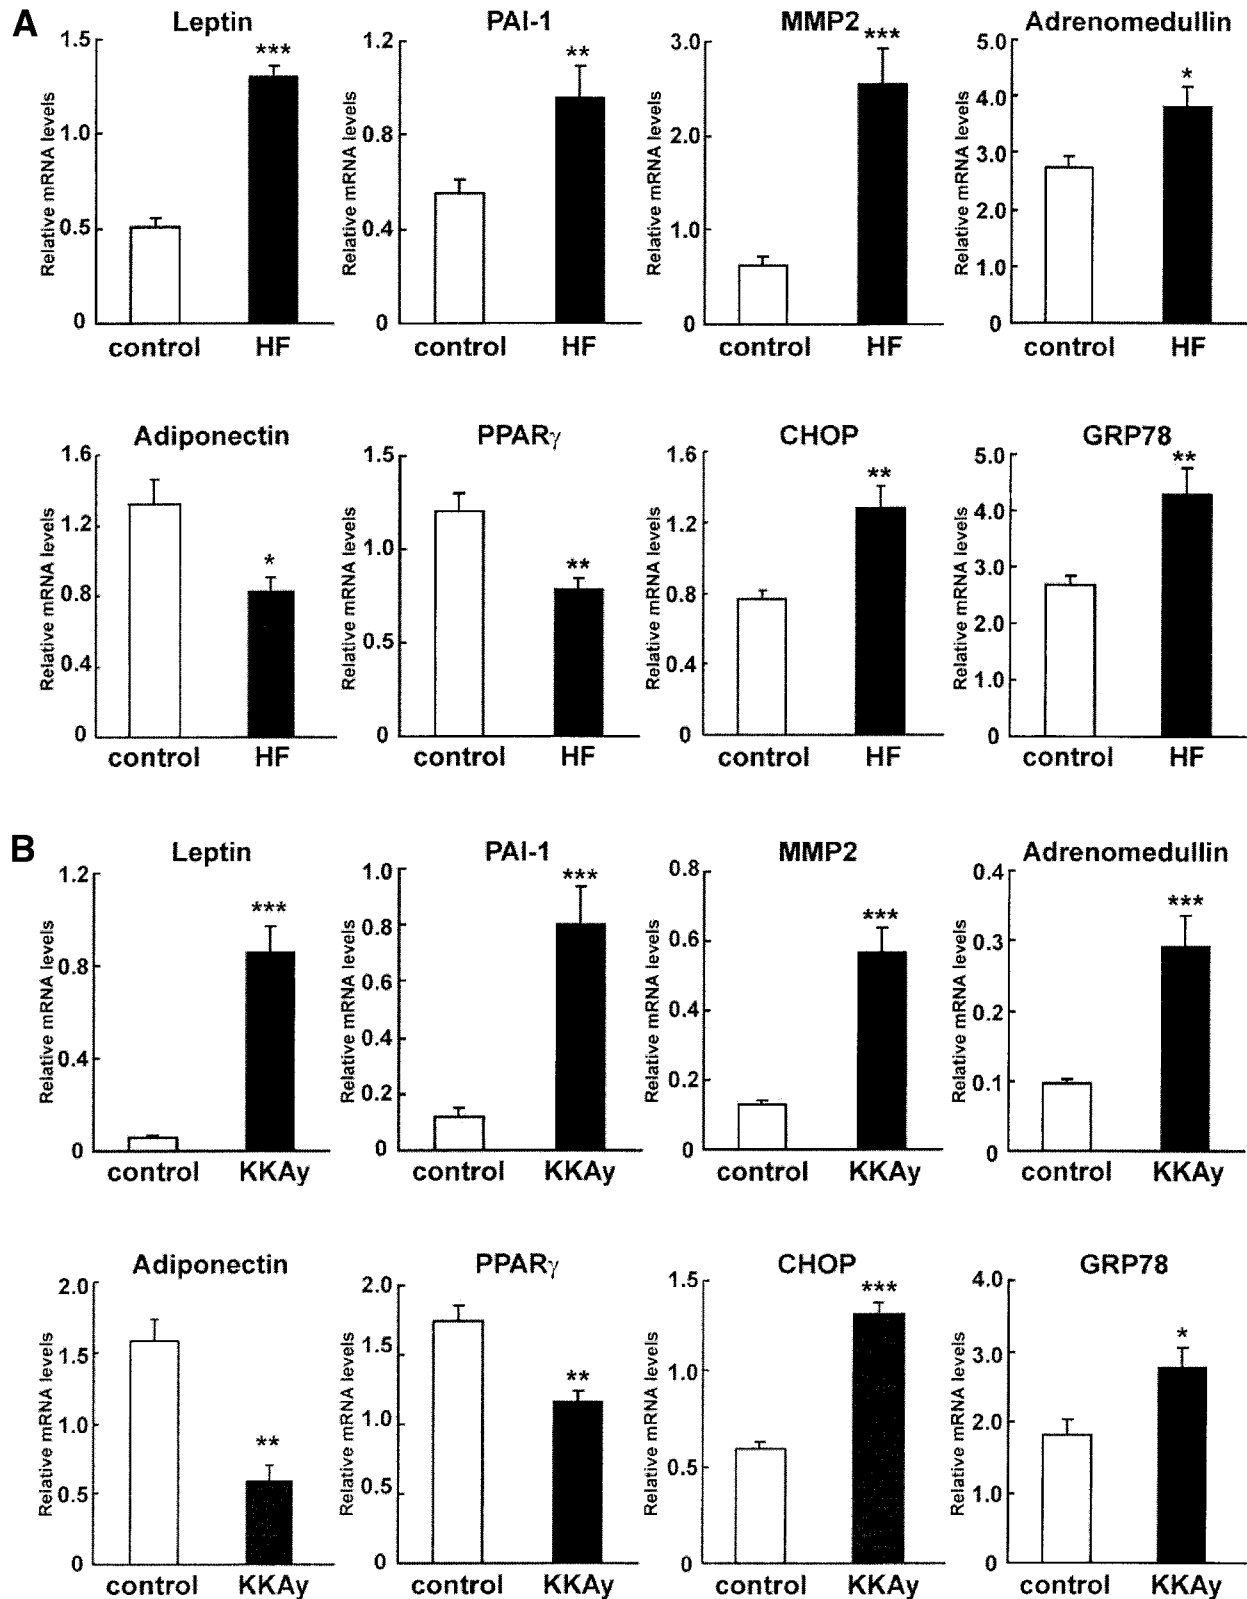 A
Leptin
PAI-1
MMP2
Adrenomedullin
***
**
***
*
Relative mRNA levels
1.5
1.0
0.5
0
Relative mRNA levels
1.2
0.8
0.4
0
Relative mRNA levels
3.0
2.0
1.0
0
Relative mRNA levels
5.0
4.0
3.0
2.0
1.0
0
control HF
control HF
control HF
control HF
Adiponectin
PPARγ
CHOP
GRP78
*
**
**
**
Relative mRNA levels
1.6
1.2
0.8
0.4
0
Relative mRNA levels
1.5
1.0
0.5
0
Relative mRNA levels
1.6
1.2
0.8
0.4
0
Relative mRNA levels
5.0
4.0
3.0
2.0
1.0
0
control HF
control HF
control HF
control HF
B
Leptin
PAI-1
MMP2
Adrenomedullin
***
***
***
***
Relative mRNA levels
1.2
0.8
0.4
0
Relative mRNA levels
1.0
0.8
0.6
0.4
0.2
0
Relative mRNA levels
0.8
0.6
0.4
0.2
0
Relative mRNA levels
0.4
0.3
0.2
0.1
0
control KKAy
control KKAy
control KKAy
control KKAy
Adiponectin
PPARγ
CHOP
GRP78
**
**
***
*
Relative mRNA levels
2.0
1.5
1.0
0.5
0
Relative mRNA levels
2.0
1.5
1.0
0.5
0
Relative mRNA levels
1.5
1.0
0.5
0
Relative mRNA levels
4.0
3.0
2.0
1.0
0
control KKAy
control KKAy
control KKAy
control KKAy